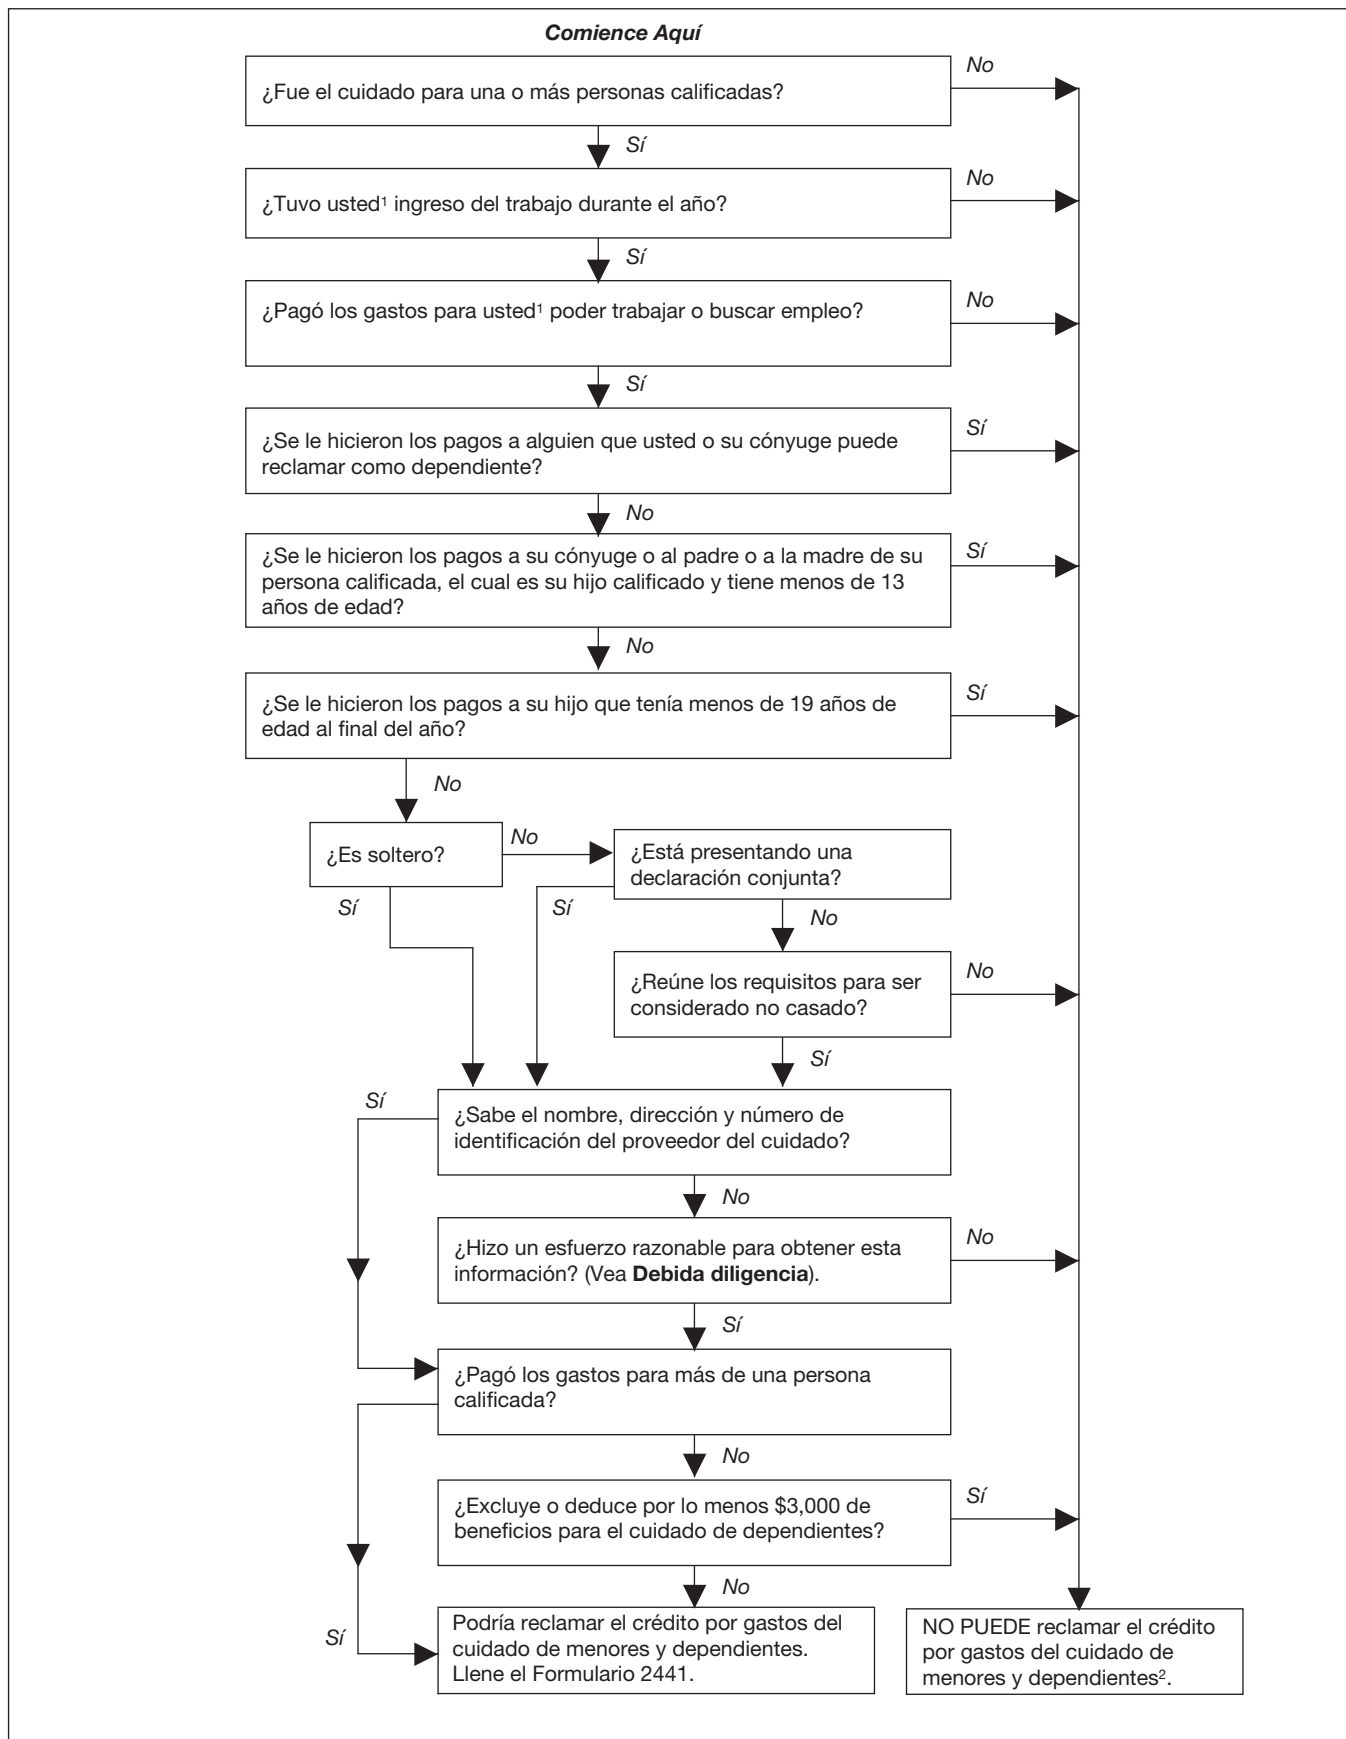 Comience Aquí
¿Fue el cuidado para una o más personas calificadas?
No
Sí
¿Tuvo usted¹ ingreso del trabajo durante el año?
No
Sí
¿Pagó los gastos para usted¹ poder trabajar o buscar empleo?
No
Sí
¿Se le hicieron los pagos a alguien que usted o su cónyuge puede
reclamar como dependiente?
Sí
No
¿Se le hicieron los pagos a su cónyuge o al padre o a la madre de su
persona calificada, el cual es su hijo calificado y tiene menos de 13
años de edad?
Sí
No
¿Se le hicieron los pagos a su hijo que tenía menos de 19 años de
edad al final del año?
Sí
No
¿Es soltero?
No
Sí
¿Está presentando una
declaración conjunta?
Sí
No
¿Reúne los requisitos para ser
considerado no casado?
No
Sí
¿Sabe el nombre, dirección y número de
identificación del proveedor del cuidado?
Sí
No
¿Hizo un esfuerzo razonable para obtener esta
información? (Vea Debida diligencia).
No
Sí
¿Pagó los gastos para más de una persona
calificada?
No
¿Excluye o deduce por lo menos $3,000 de
beneficios para el cuidado de dependientes?
Sí
No
Sí
Podría reclamar el crédito por gastos del
cuidado de menores y dependientes.
Llene el Formulario 2441.
NO PUEDE reclamar el crédito
por gastos del cuidado de
menores y dependientes².